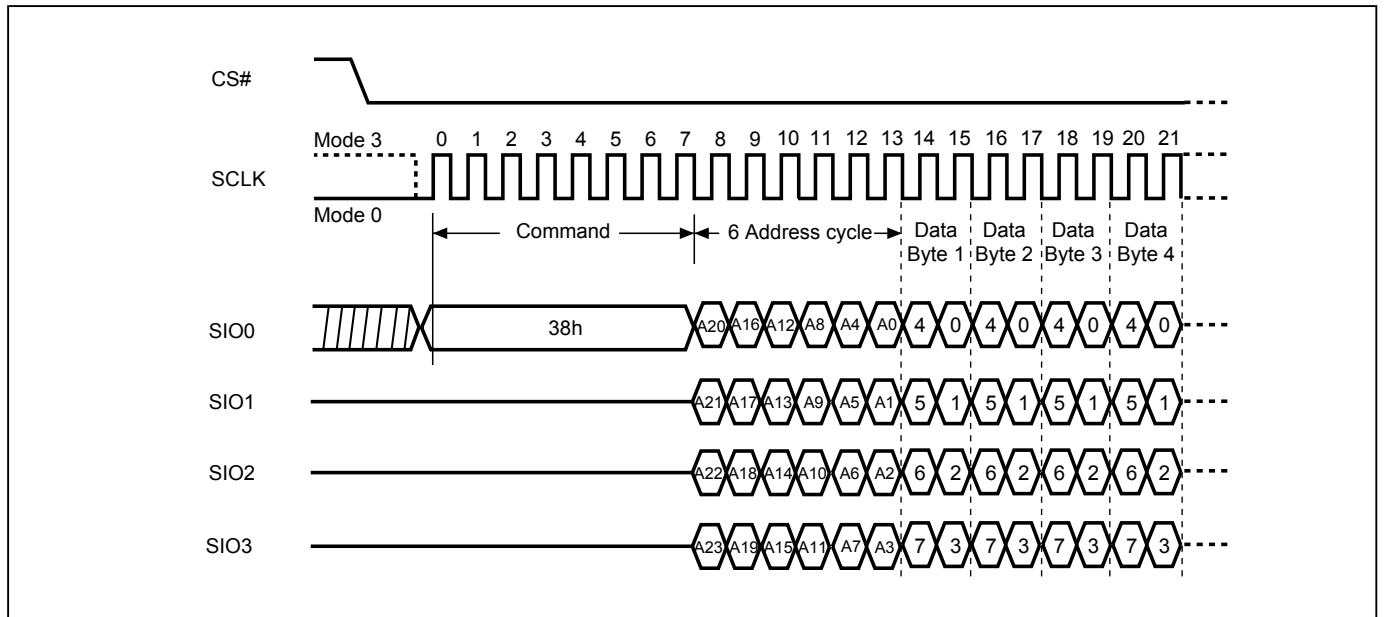 CS#
Mode 3
0 1 2 3 4 5 6 7 8 9 10 11 12 13 14 15 16 17 18 19 20 21
SCLK
Mode 0
Command
6 Address cycle
Data Byte 1
Data Byte 2
Data Byte 3
Data Byte 4
SIO0
38h
A20 A16 A12 A8 A4 A0 4 0 4 0 4 0 4 0
SIO1
A21 A17 A13 A9 A5 A1 5 1 5 1 5 1 5 1
SIO2
A22 A18 A14 A10 A6 A2 6 2 6 2 6 2 6 2
SIO3
A23 A19 A15 A11 A7 A3 7 3 7 3 7 3 7 3